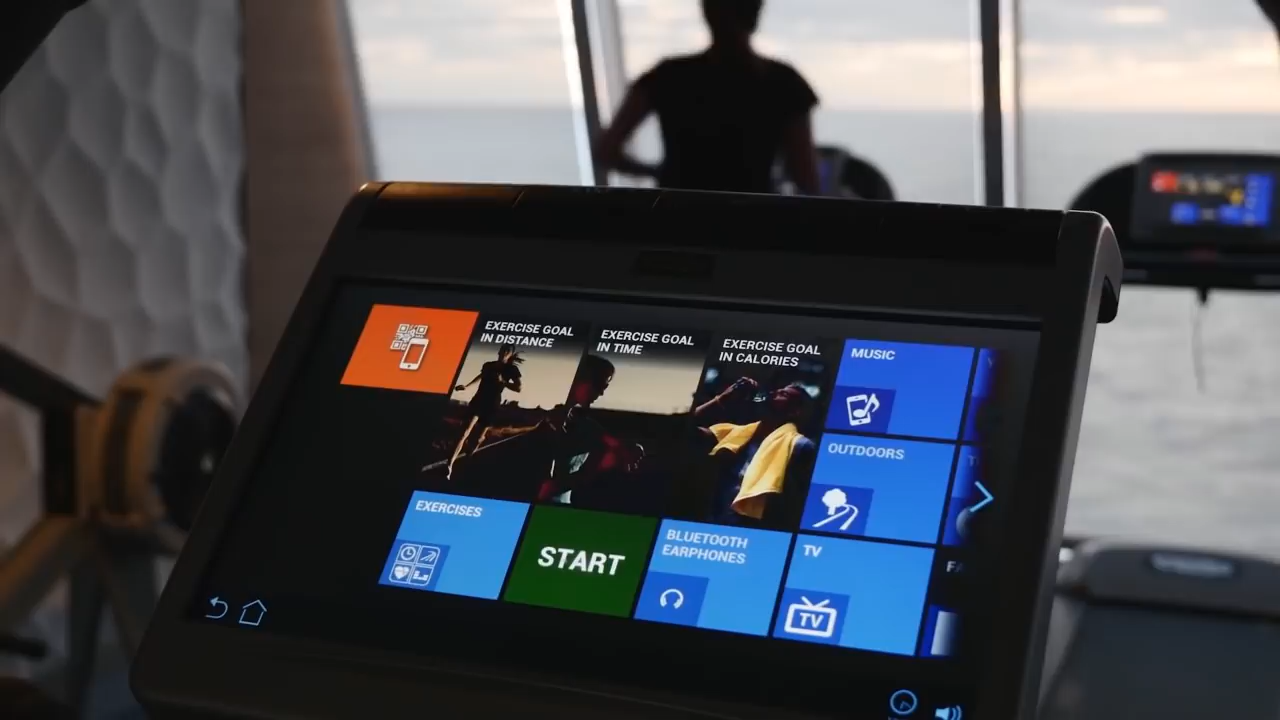 EXERCISE GOAL
IN DISTANCE
EXERCISE GOAL
IN TIME
EXERCISE GOAL
IN CALORIES
MUSIC
OUTDOORS
EXERCISES
START
BLUETOOTH
EARPHONES
TV
TV